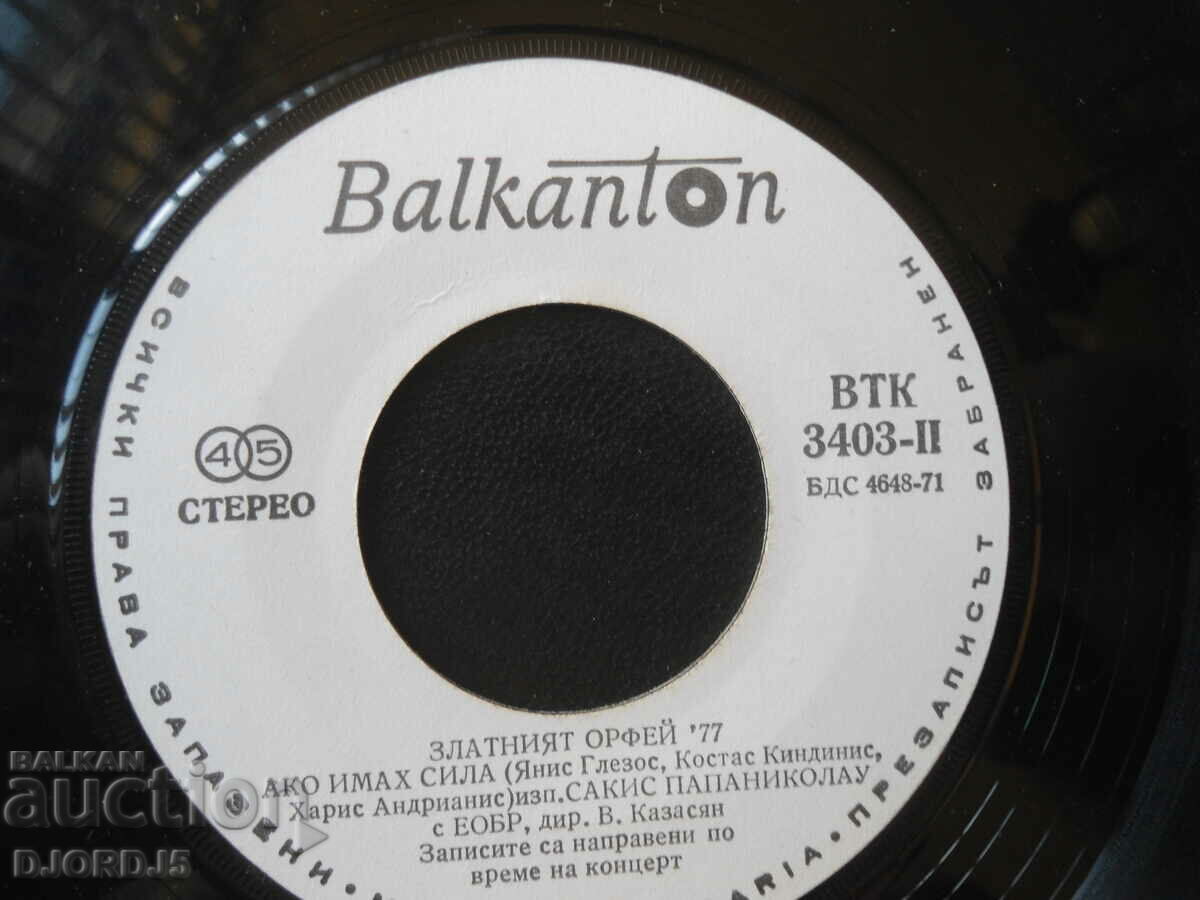 Balkanton
ВСИЧКИ ПРАВА ЗАПАЗЕНИ • ARIA • ПРЕЗАПИСЪТ ЗАБРАНЕН
45
СТЕРЕО
ВТК
3403-II
БДС 4648-71
ЗЛАТНИЯТ ОРФЕЙ '77
АКО ИМАХ СИЛА (Янис Глезос, Костас Киндинис,
Харис Андрианис)изп.САКИС ПАПАНИКОЛАУ
с ЕОБР, дир. В. Казасян
Записите са направени по
време на концерт
BALKAN
auction
DJORD_J5